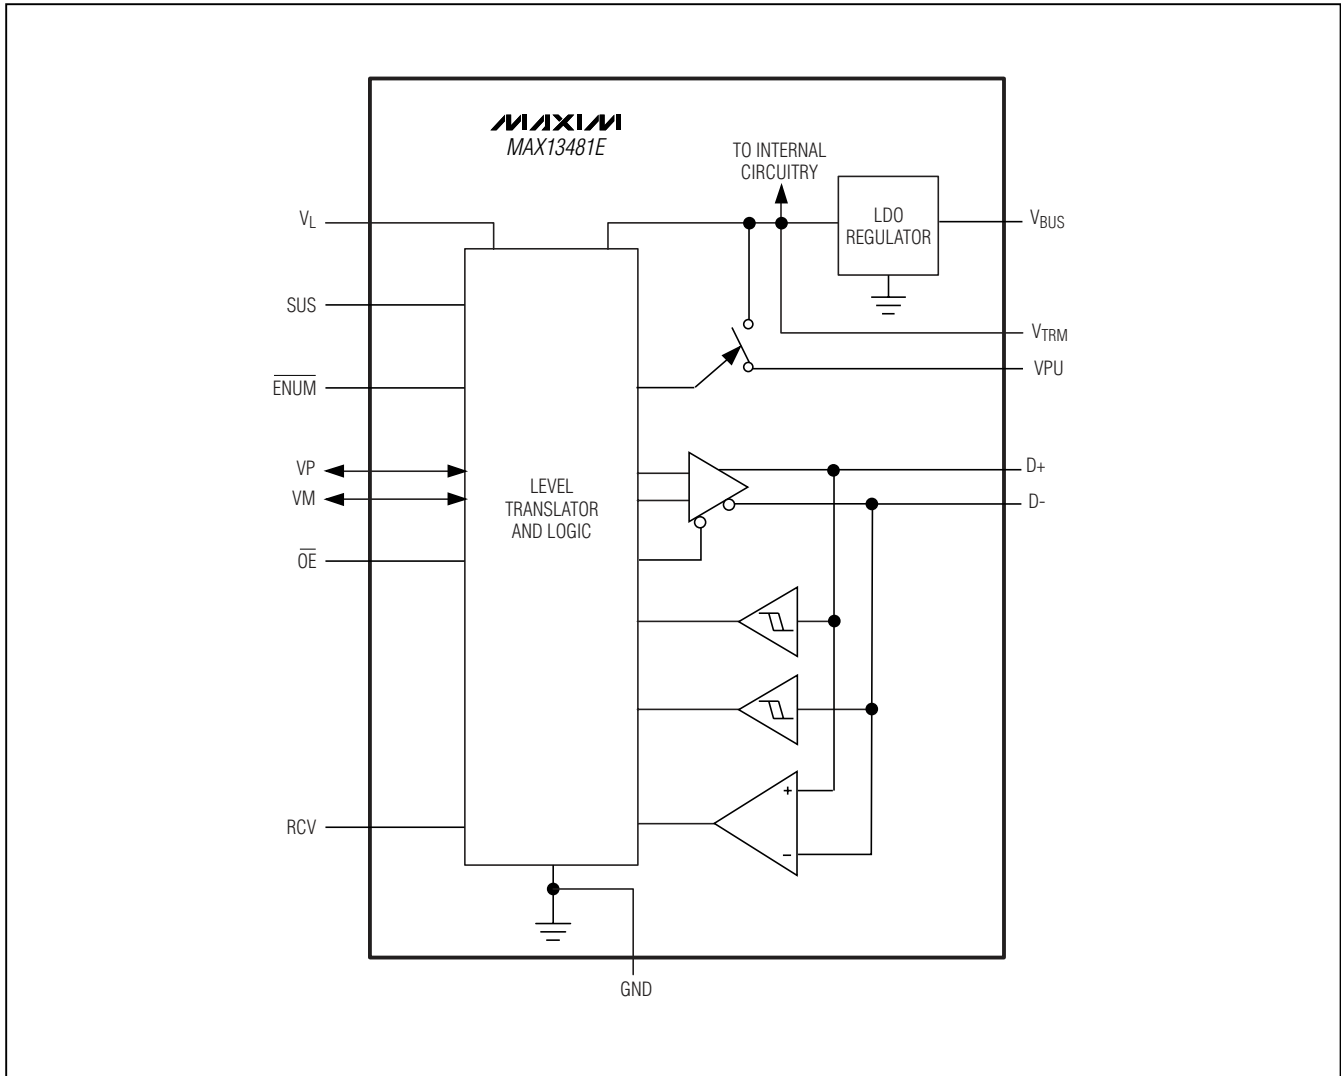 MAXIM
MAX13481E
TO INTERNAL
CIRCUITRY
LDO
REGULATOR
VL
VBUS
SUS
VTRM
ENUM
VPU
VP
VM
LEVEL
TRANSLATOR
AND LOGIC
D+
D-
OE
+
−
RCV
GND